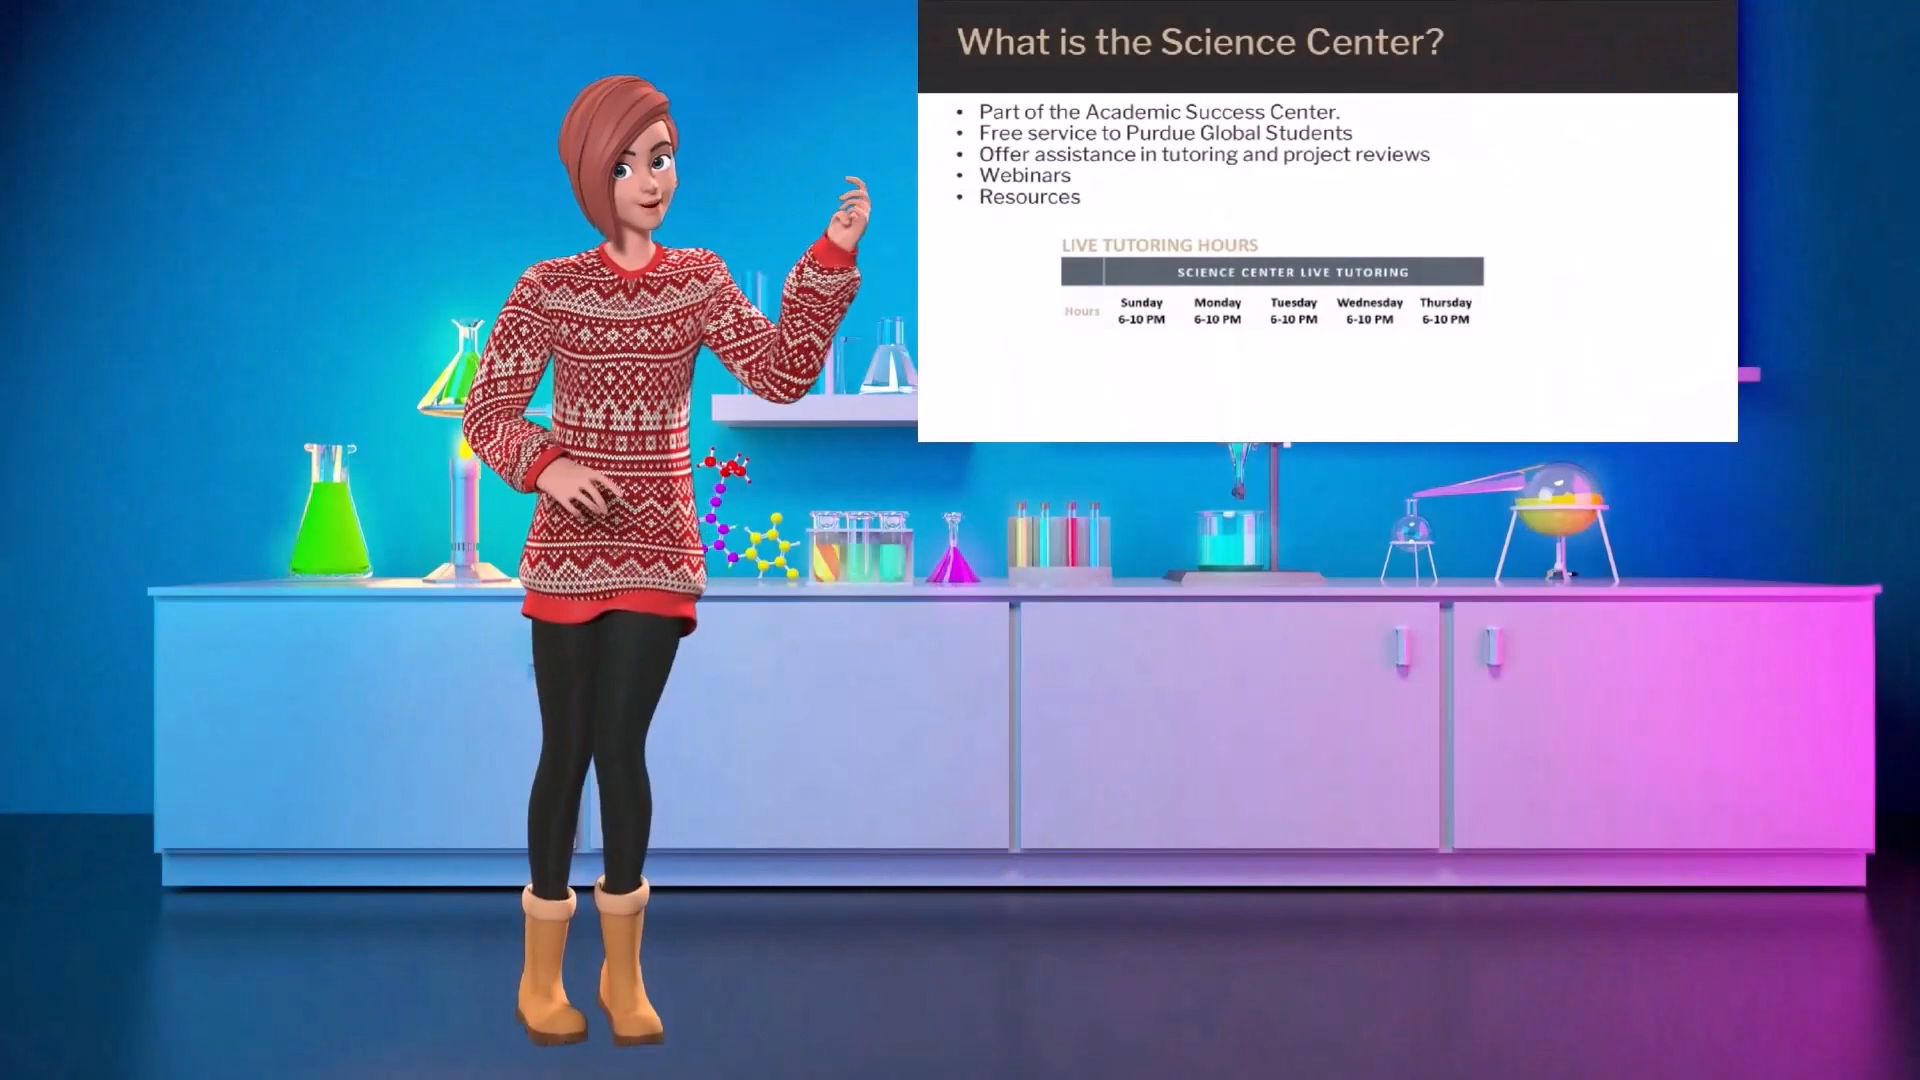 What is the Science Center?
• Part of the Academic Success Center.
• Free service to Purdue Global Students
• Offer assistance in tutoring and project reviews
• Webinars
• Resources
LIVE TUTORING HOURS
SCIENCE CENTER LIVE TUTORING
Sunday Monday Tuesday Wednesday Thursday
Hours 6-10 PM 6-10 PM 6-10 PM 6-10 PM 6-10 PM